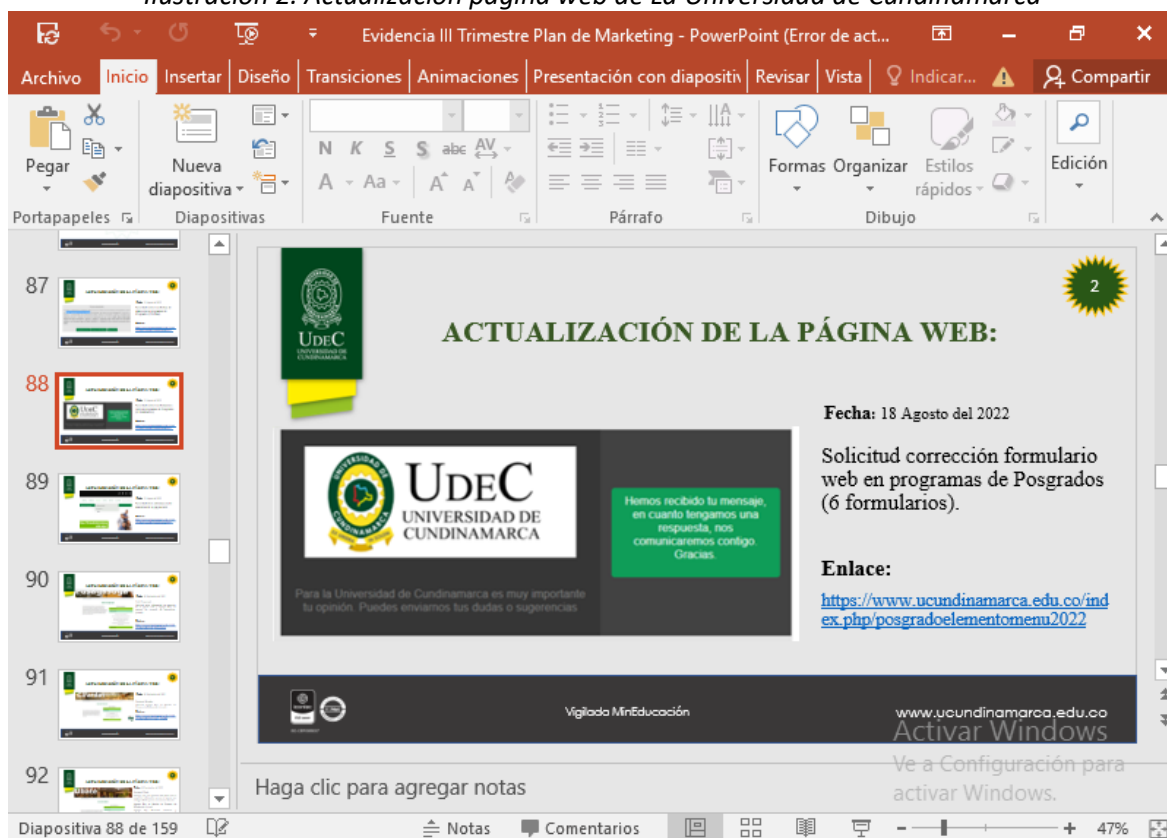 Ilustración 2. Actualización página web de La Universidad de Cundinamarca
Evidencia III Trimestre Plan de Marketing - PowerPoint (Error de act...
Archivo Inicio Insertar Diseño Transiciones Animaciones Presentación con diapositiv Revisar Vista Indicar... Compartir
Pegar
Nueva
diapositiva
N K S S abc AV
A Aa A A
Formas Organizar Estilos
rápidos
Edición
Portapapeles Diapositivas Fuente Párrafo Dibujo
87
88
89
90
91
92
UDEC
UNIVERSIDAD DE
CUNDINAMARCA
2
ACTUALIZACIÓN DE LA PÁGINA WEB:
Fecha: 18 Agosto del 2022
Solicitud corrección formulario
web en programas de Posgrados
(6 formularios).
Enlace:
https://www.ucundinamarca.edu.co/ind
ex.php/posgradoelementomenu2022
UNIVERSIDAD DE
CUNDINAMARCA
UDEC
UNIVERSIDAD DE
CUNDINAMARCA
Para la Universidad de Cundinamarca es muy importante
tu opinión. Puedes enviarnos tus dudas o sugerencias
Hemos recibido tu mensaje,
en cuanto tengamos una
respuesta, nos
comunicaremos contigo.
Gracias.
Vigilada MinEducación
www.ucundinamarca.edu.co
Activar Windows
Ve a Configuración para
activar Windows.
Haga clic para agregar notas
Diapositiva 88 de 159 Notas Comentarios 47%